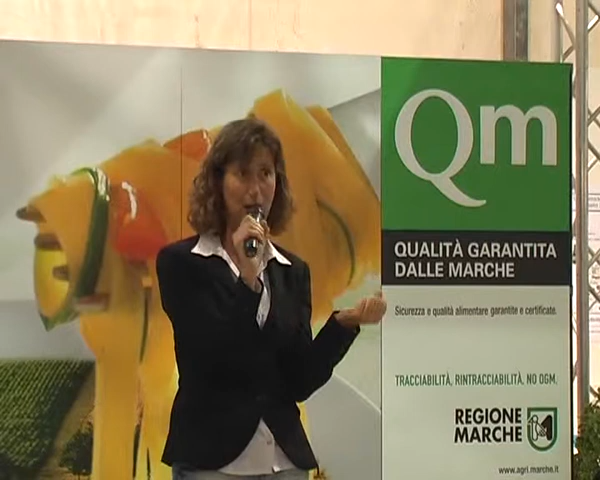 Qm
QUALITÀ GARANTITA
DALLE MARCHE
Sicurezza e qualità alimentare garantite e certificate.
TRACCIABILITÀ, RINTRACCIABILITÀ, NO OGM.
REGIONE
MARCHE
www.agri.marche.it